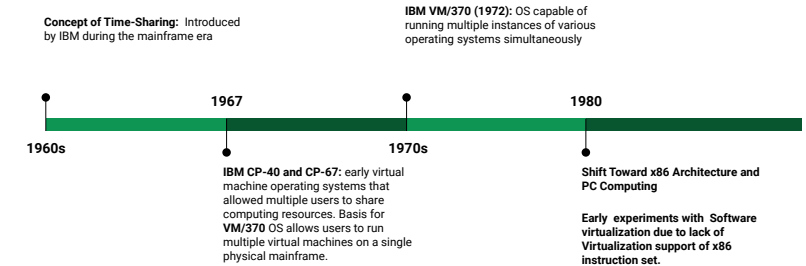 Concept of Time-Sharing: Introduced
by IBM during the mainframe era
IBM VM/370 (1972): OS capable of
running multiple instances of various
operating systems simultaneously
1967
1980
1960s
1970s
IBM CP-40 and CP-67: early virtual
machine operating systems that
allowed multiple users to share
computing resources. Basis for
VM/370 OS allows users to run
multiple virtual machines on a single
physical mainframe.
Shift Toward x86 Architecture and
PC Computing
Early experiments with Software
virtualization due to lack of
Virtualization support of x86
instruction set.